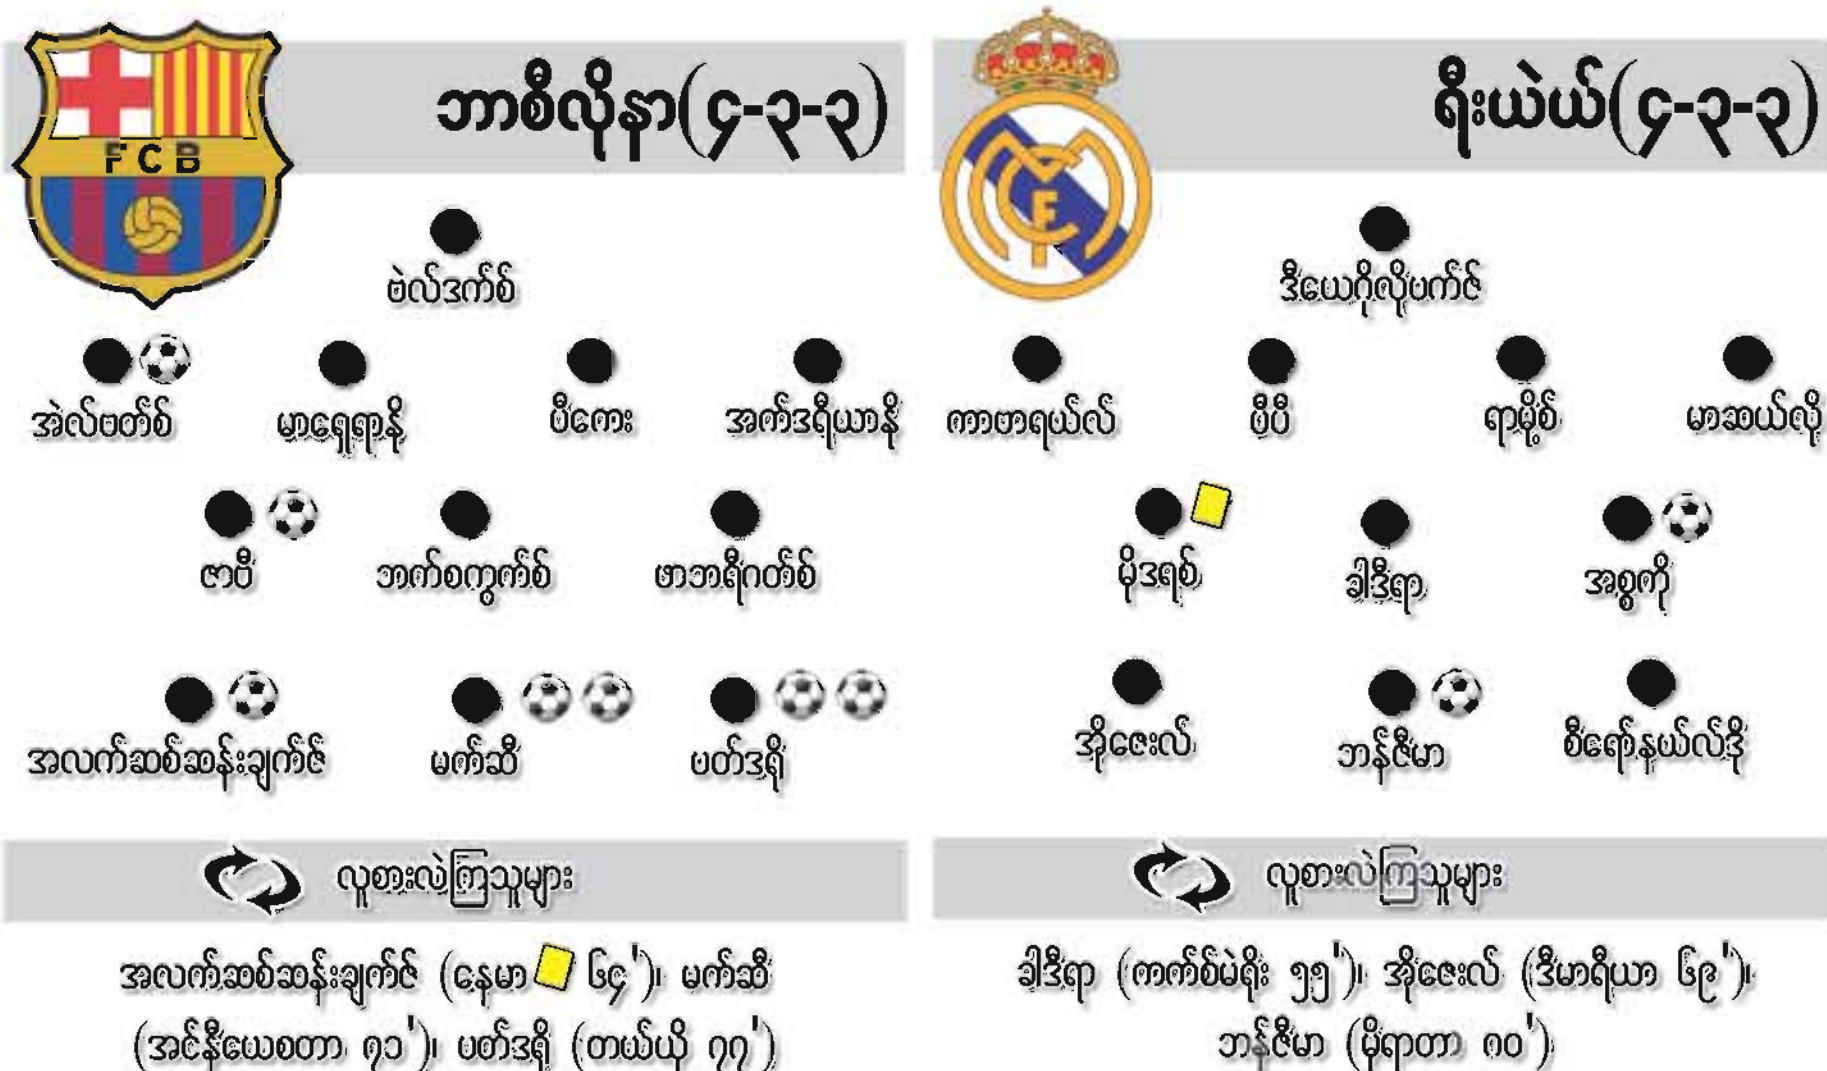 FCB
ဘာစီလိုနာ(၄-၃-၃)
ဗဲလ်ဒက်စ်
အဲလ်ဗတ်စ် မာရှေရာနို ပီကေး အက်ဒရီယာနို
ဇာဗီ ဘက်စကွက်စ် ဖာဘရီဂတ်စ်
အလက်ဆစ်ဆန်းချက်ဇ် မက်ဆီ ပတ်ဒရို
လူစားလဲကြသူများ
အလက်ဆစ်ဆန်းချက်ဇ် (နေမာ ၆၄')၊ မက်ဆီ
(အင်နီယေစတာ ၇၁')၊ ပတ်ဒရို (တယ်ယို ၇၇')
ရီးယဲယ်(၄-၃-၃)
ဒီယေဂိုလိုပက်ဇ်
ကာဗာရယ်လ် ပီပီ ရာမို့စ် မာဆယ်လို
မိုဒရစ် ခါဒီရာ အစ္စကို
အိုဇေးလ် ဘန်ဇီမာ စီရော်နယ်လ်ဒို
လူစားလဲကြသူများ
ခါဒီရာ (ကက်စ်မဲရိုး ၅၅')၊ အိုဇေးလ် (ဒီမာရီယာ ၆၉')၊
ဘန်ဇီမာ (မိုရာတာ ၈၀')